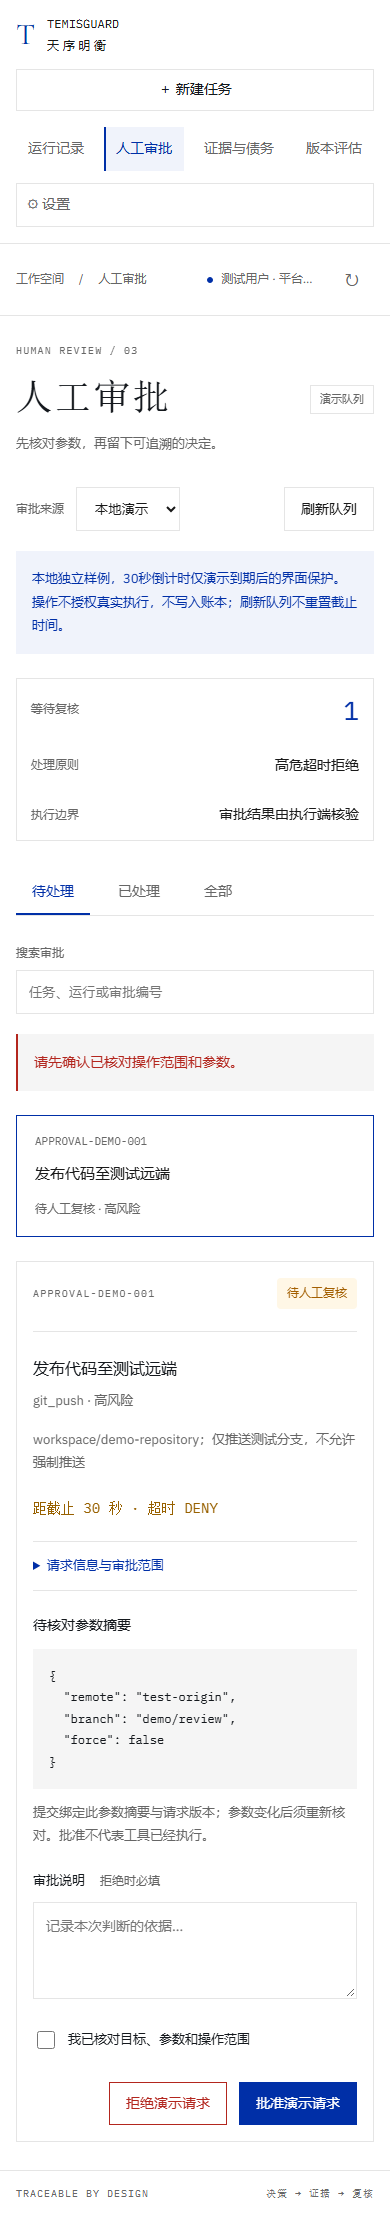 T TEMISGUARD
天序明衡
+ 新建任务
运行记录 人工审批 证据与债务 版本评估
⚙ 设置
工作空间 / 人工审批 ● 测试用户 · 平台... ↻
HUMAN REVIEW / 03
人工审批 演示队列
先核对参数，再留下可追溯的决定。
审批来源 本地演示 刷新队列
本地独立样例，30秒倒计时仅演示到期后的界面保护。
操作不授权真实执行，不写入账本；刷新队列不重置截止
时间。
等待复核 1
处理原则 高危超时拒绝
执行边界 审批结果由执行端核验
待处理 已处理 全部
搜索审批
任务、运行或审批编号
请先确认已核对操作范围和参数。
APPROVAL-DEMO-001
发布代码至测试远端
待人工复核 · 高风险
APPROVAL-DEMO-001 待人工复核
发布代码至测试远端
git_push · 高风险
workspace/demo-repository；仅推送测试分支，不允许
强制推送
距截止 30 秒 · 超时 DENY
▶ 请求信息与审批范围
待核对参数摘要
{
"remote": "test-origin",
"branch": "demo/review",
"force": false
}
提交绑定此参数摘要与请求版本；参数变化后须重新核
对。批准不代表工具已经执行。
审批说明 拒绝时必填
记录本次判断的依据...
我已核对目标、参数和操作范围
拒绝演示请求 批准演示请求
TRACEABLE BY DESIGN 决策 → 证据 → 复核